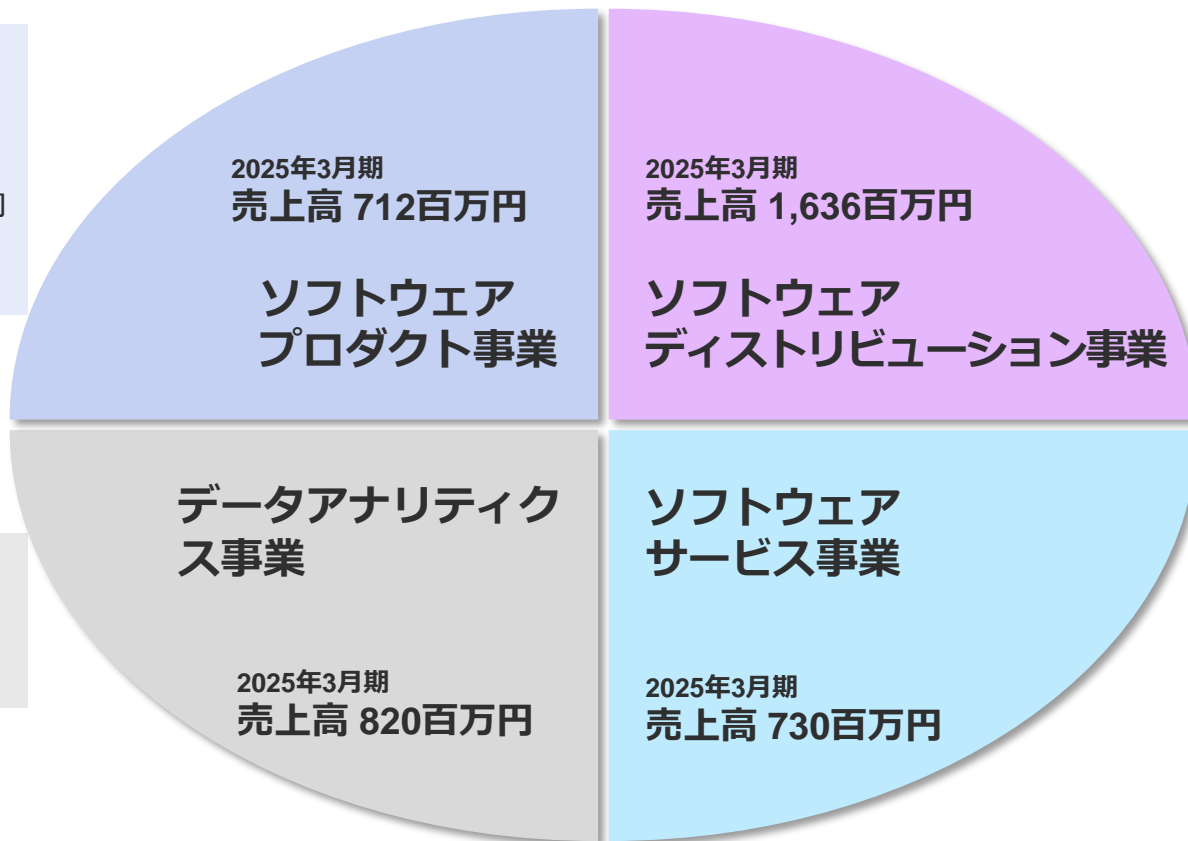 2025年3月期
売上高 712百万円
ソフトウェア
プロダクト事業
2025年3月期
売上高 1,636百万円
ソフトウェア
ディストリビューション事業
データアナリティク
ス事業
2025年3月期
売上高 820百万円
ソフトウェア
サービス事業
2025年3月期
売上高 730百万円